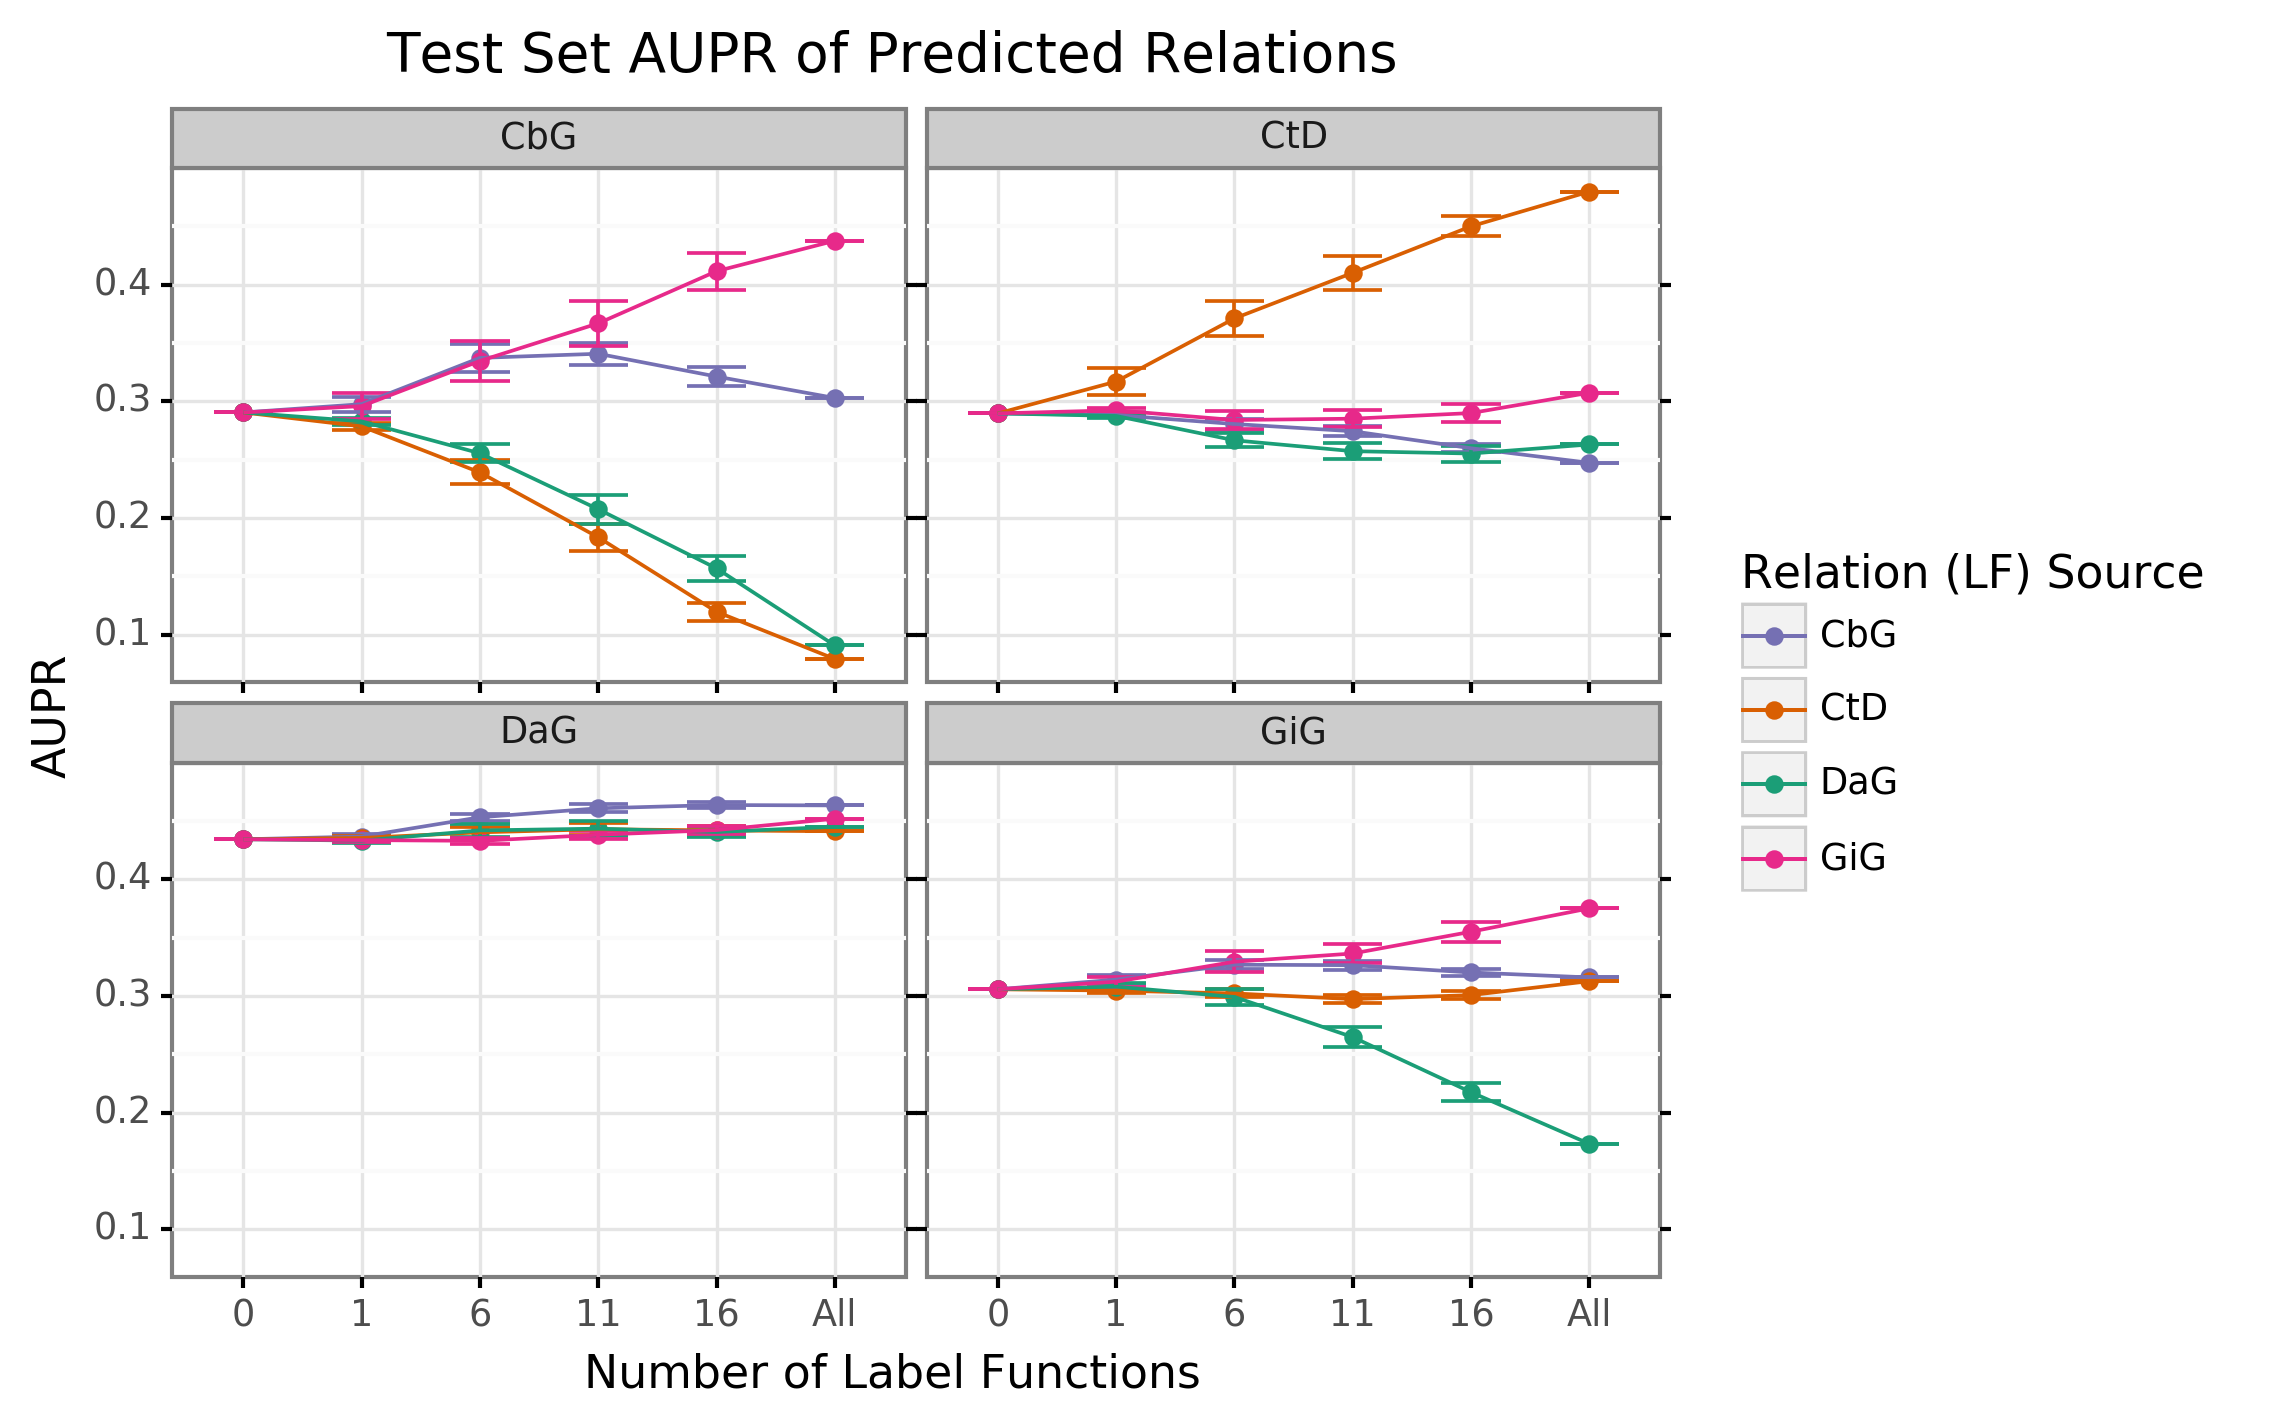 Test Set AUPR of Predicted Relations
CbG
CtD
0.4
0.3
0.2
0.1
AUPR
DaG
GiG
0.4
0.3
0.2
0.1
0 1 6 11 16 All
0 1 6 11 16 All
Number of Label Functions
Relation (LF) Source
CbG
CtD
DaG
GiG